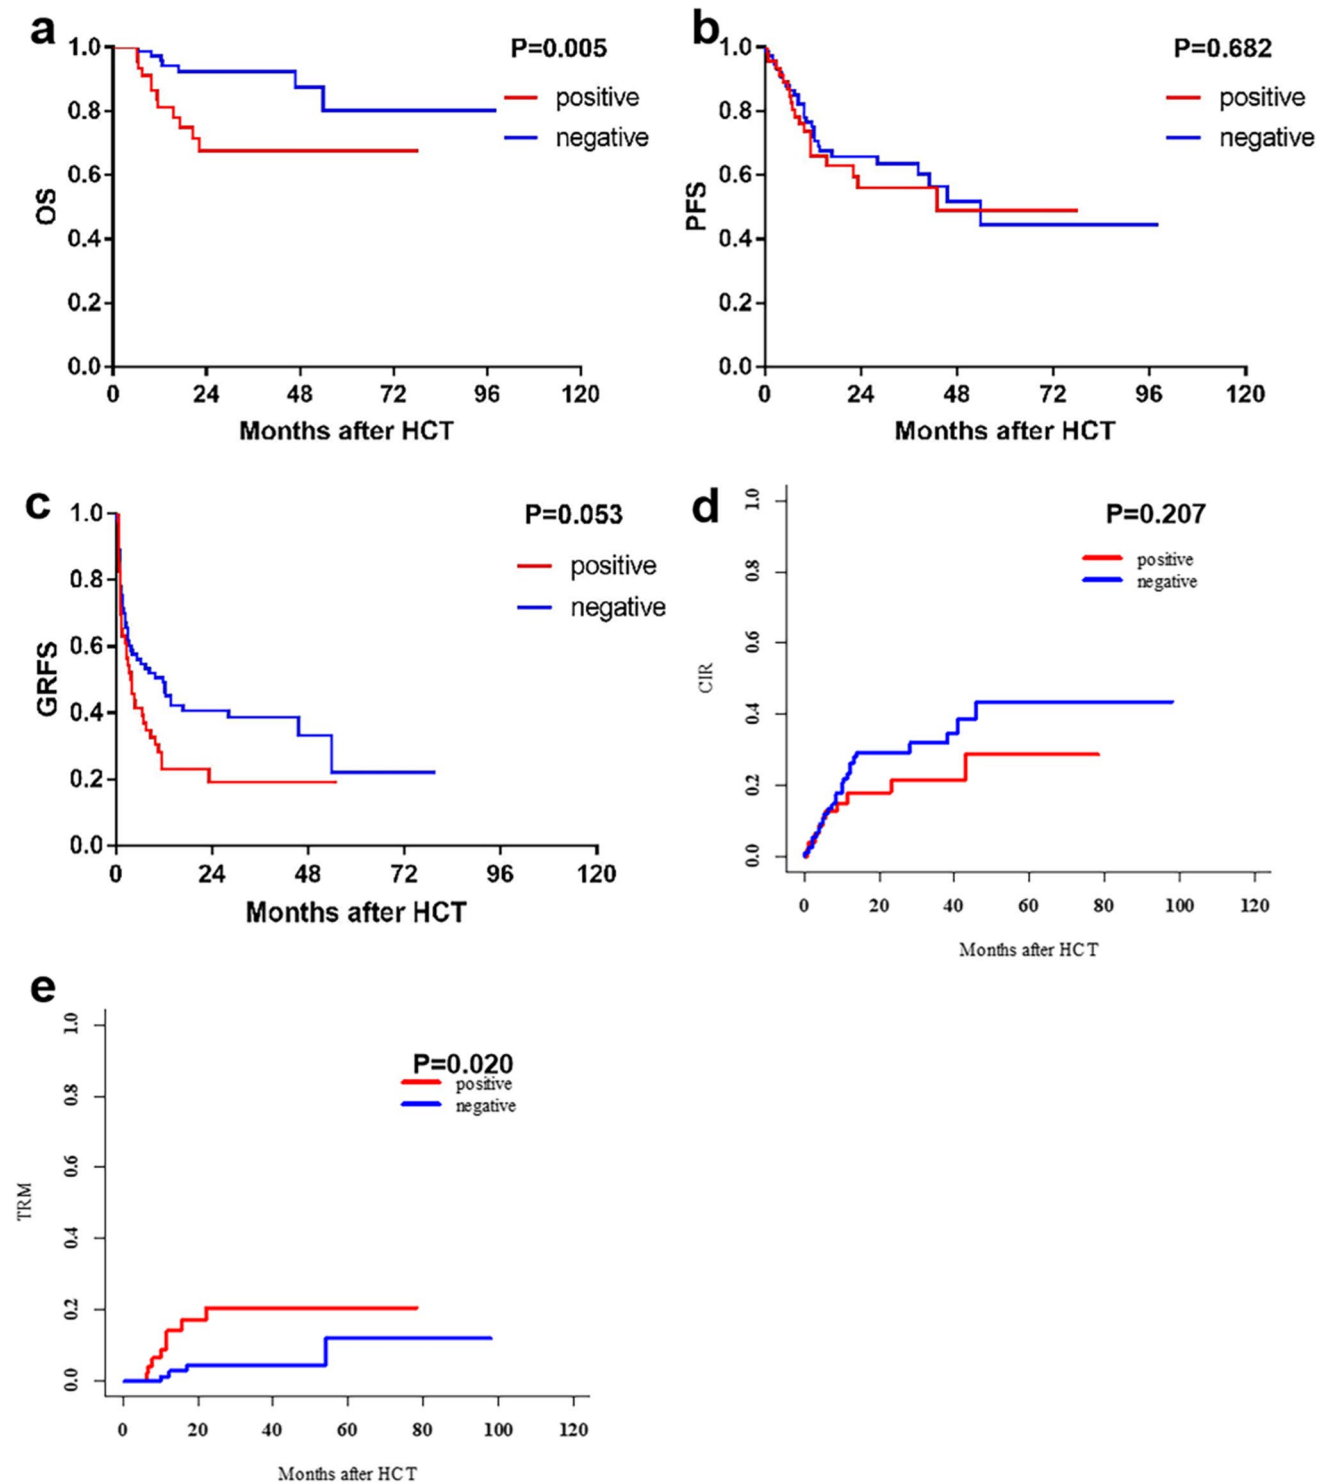 a
P=0.005
positive
negative
OS
1.0
0.8
0.6
0.4
0.2
0.0
0 24 48 72 96 120
Months after HCT
b
P=0.682
positive
negative
PFS
1.0
0.8
0.6
0.4
0.2
0.0
0 24 48 72 96 120
Months after HCT
c
P=0.053
positive
negative
GRFS
1.0
0.8
0.6
0.4
0.2
0.0
0 24 48 72 96 120
Months after HCT
d
P=0.207
positive
negative
CIR
1.0
0.8
0.6
0.4
0.2
0.0
0 20 40 60 80 100 120
Months after HCT
e
P=0.020
positive
negative
TRM
1.0
0.8
0.6
0.4
0.2
0.0
0 20 40 60 80 100 120
Months after HCT